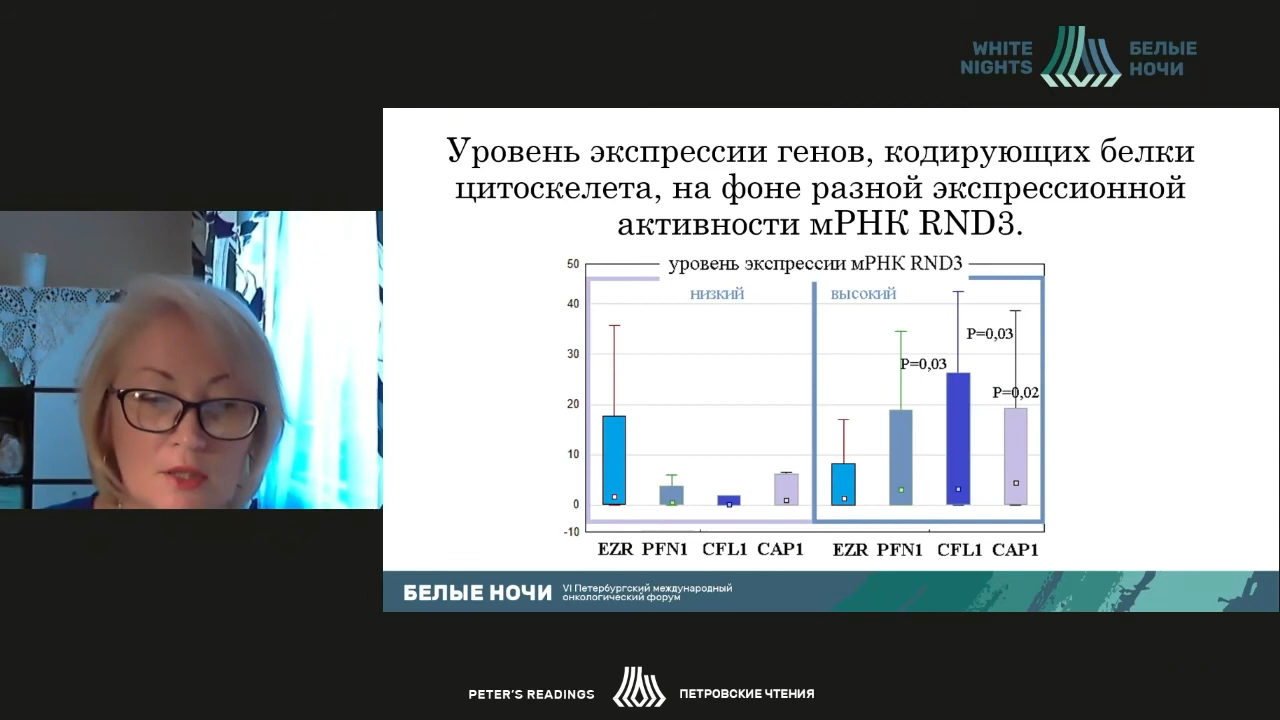 WHITE
NIGHTS
БЕЛЫЕ
НОЧИ
Уровень экспрессии генов, кодирующих белки
цитоскелета, на фоне разной экспрессионной
активности мРНК RND3.
уровень экспрессии мРНК RND3
низкий
высокий
50
40
30
20
10
0
-10
P=0,03
P=0,03
P=0,02
EZR PFN1 CFL1 CAP1 EZR PFN1 CFL1 CAP1
БЕЛЫЕ НОЧИ
VI Петербургский международный
онкологический форум
PETER'S READINGS
ПЕТРОВСКИЕ ЧТЕНИЯ